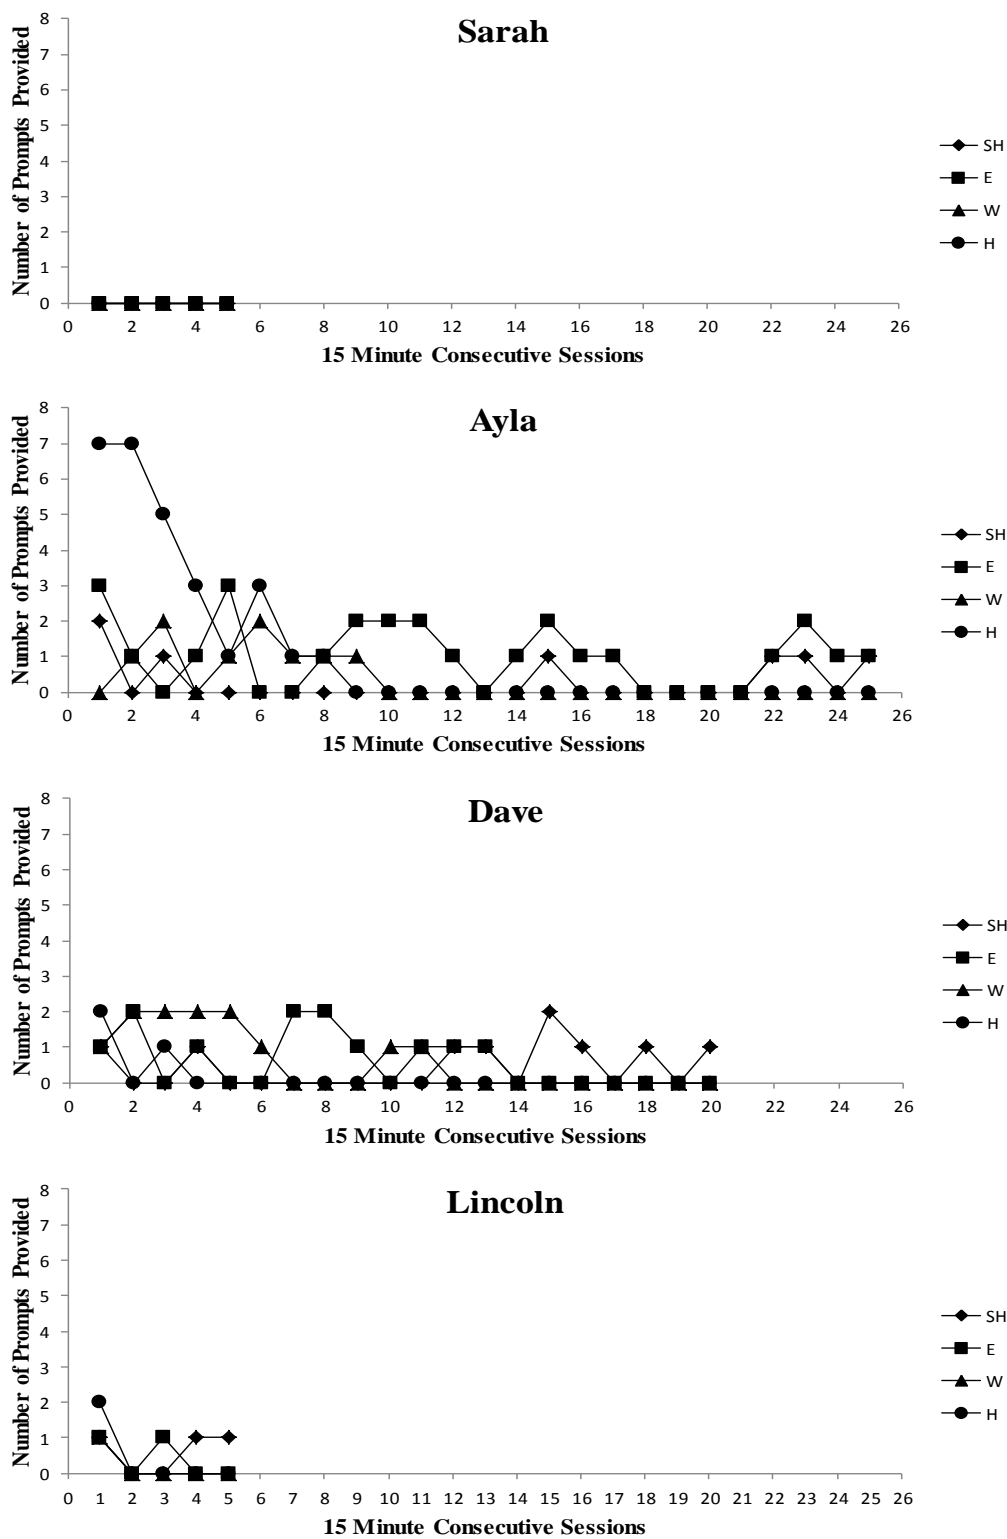 Sarah
Number of Prompts Provided
8
7
6
5
4
3
2
1
0
0 2 4 6 8 10 12 14 16 18 20 22 24 26
15 Minute Consecutive Sessions
SH
E
W
H
Ayla
Number of Prompts Provided
8
7
6
5
4
3
2
1
0
0 2 4 6 8 10 12 14 16 18 20 22 24 26
15 Minute Consecutive Sessions
SH
E
W
H
Dave
Number of Prompts Provided
8
7
6
5
4
3
2
1
0
0 2 4 6 8 10 12 14 16 18 20 22 24 26
15 Minute Consecutive Sessions
SH
E
W
H
Lincoln
Number of Prompts Provided
8
7
6
5
4
3
2
1
0
0 1 2 3 4 5 6 7 8 9 10 11 12 13 14 15 16 17 18 19 20 21 22 23 24 25 26
15 Minute Consecutive Sessions
SH
E
W
H